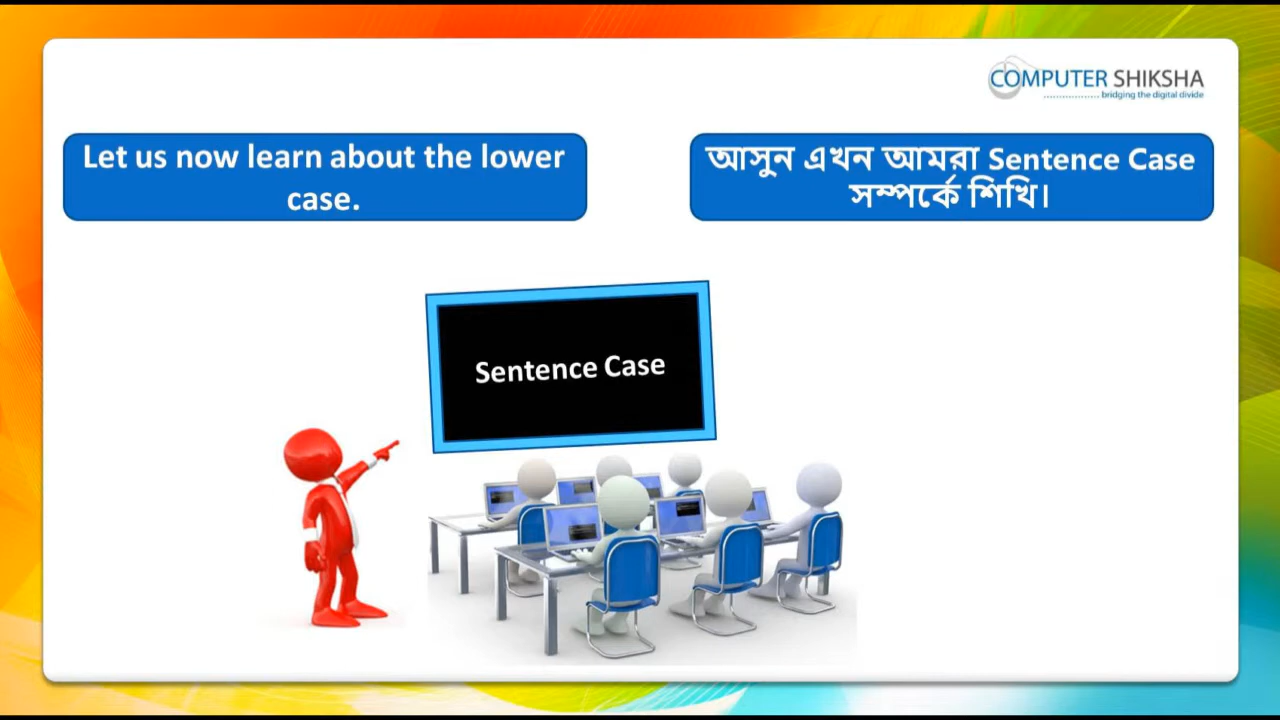 COMPUTER SHIKSHA
bridging the digital divide
Let us now learn about the lower
case.
আসুন এখন আমরা Sentence Case
সম্পর্কে শিখি।
Sentence Case